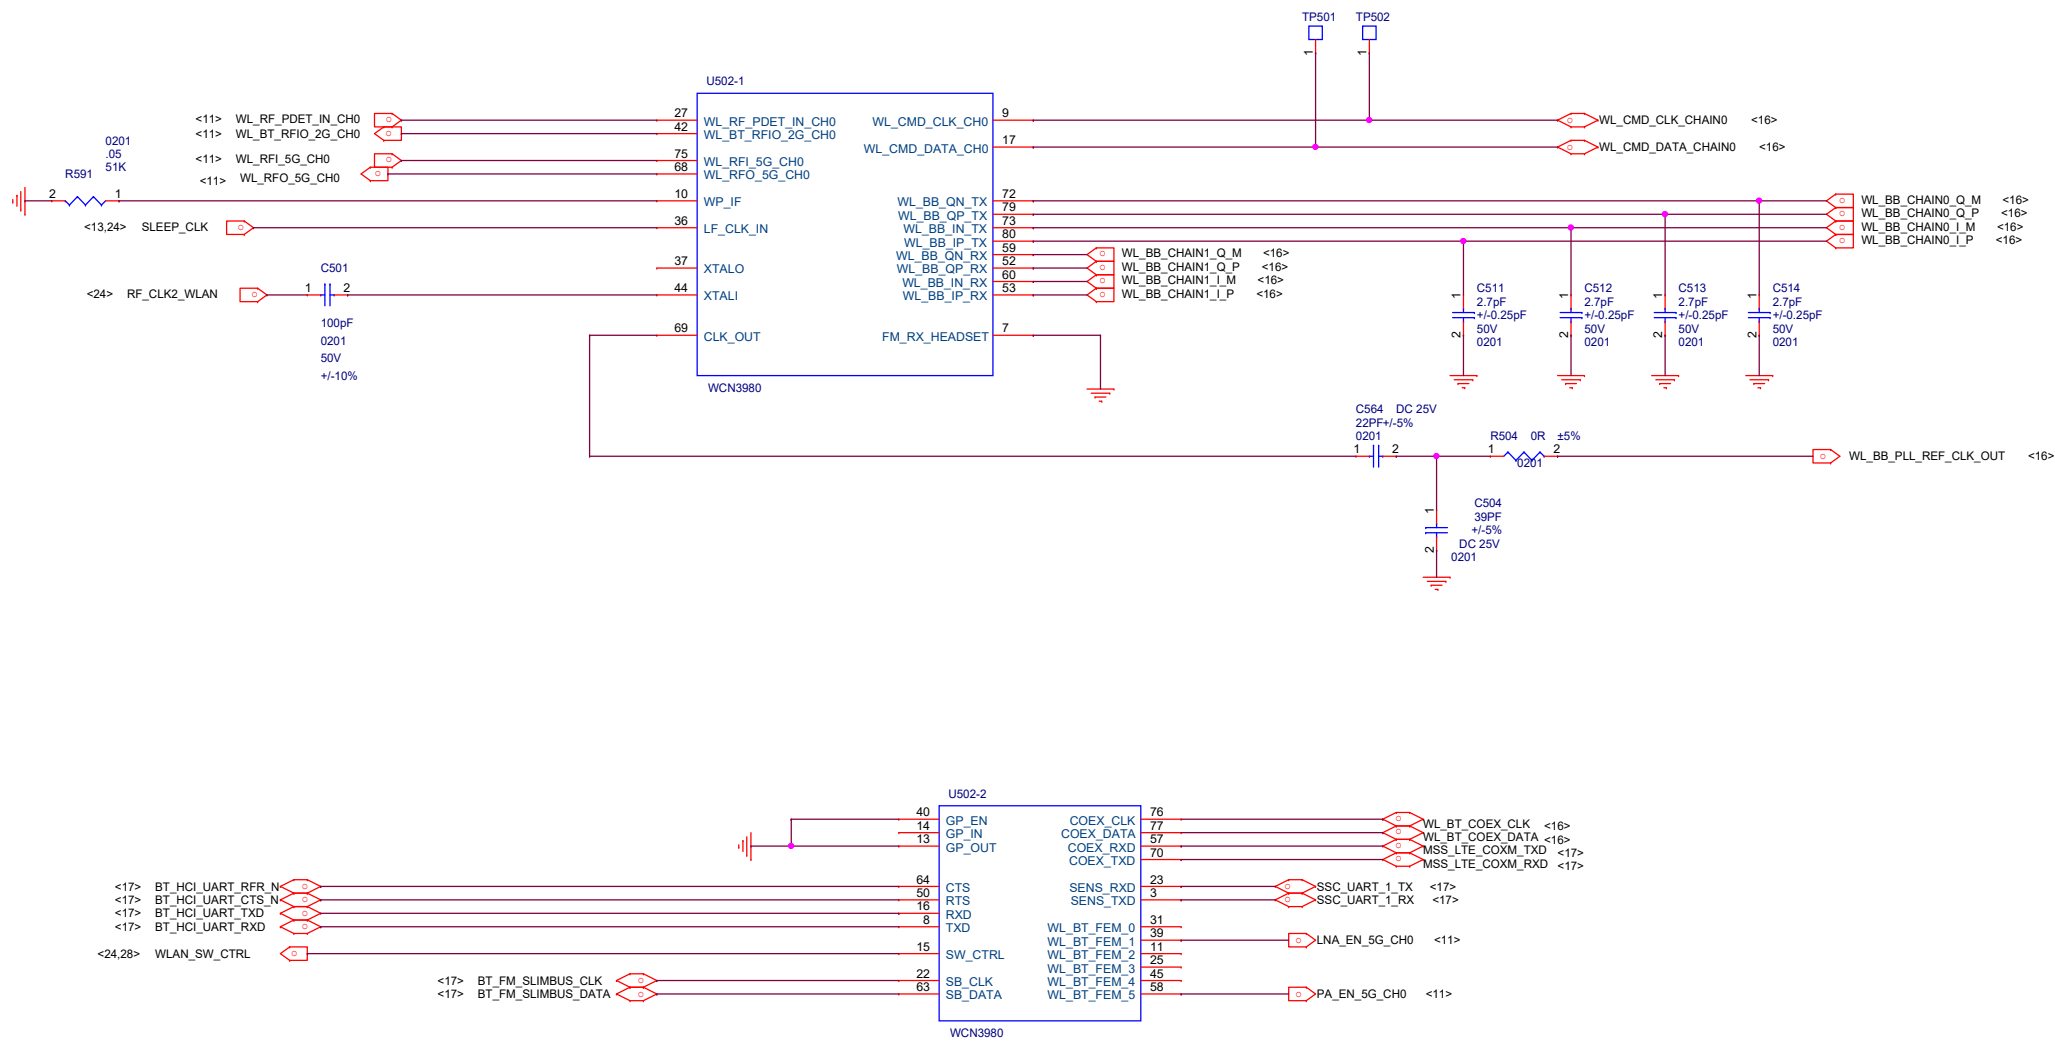 TP501 TP502
1 1
U502-1
<11> WL_RF_PDET_IN_CH0 27 WL_RF_PDET_IN_CH0 WL_CMD_CLK_CH0 9 WL_CMD_CLK_CHAIN0 <16>
<11> WL_BT_RFIO_2G_CH0 42 WL_BT_RFIO_2G_CH0
WL_CMD_DATA_CH0 17 WL_CMD_DATA_CHAIN0 <16>
<11> WL_RFI_5G_CH0 75 WL_RFI_5G_CH0
<11> WL_RFO_5G_CH0 68 WL_RFO_5G_CH0
0201
.05
51K
R591
2 1 10 WP_IF WL_BB_QN_TX 72 WL_BB_CHAIN0_Q_M <16>
WL_BB_QP_TX 79 WL_BB_CHAIN0_Q_P <16>
<13,24> SLEEP_CLK 36 LF_CLK_IN WL_BB_IN_TX 73 WL_BB_CHAIN0_I_M <16>
WL_BB_IP_TX 80 WL_BB_CHAIN0_I_P <16>
WL_BB_QN_RX 59 WL_BB_CHAIN1_Q_M <16>
37 XTALO WL_BB_QP_RX 52 WL_BB_CHAIN1_Q_P <16>
WL_BB_IN_RX 60 WL_BB_CHAIN1_I_M <16>
<24> RF_CLK2_WLAN 1 2 44 XTALI WL_BB_IP_RX 53 WL_BB_CHAIN1_I_P <16>
C501
100pF
0201
50V
+/-10%
69 CLK_OUT FM_RX_HEADSET 7
WCN3980
C511
1
2.7pF
+/-0.25pF
50V
2
0201
C512
1
2.7pF
+/-0.25pF
50V
2
0201
C513
1
2.7pF
+/-0.25pF
50V
2
0201
C514
1
2.7pF
+/-0.25pF
50V
2
0201
C564 DC 25V
22PF+/-5%
0201
1 2
R504 0R ±5%
1 2
0201
WL_BB_PLL_REF_CLK_OUT <16>
C504
1
39PF
+/-5%
2
DC 25V
0201
U502-2
40 GP_EN COEX_CLK 76 WL_BT_COEX_CLK <16>
14 GP_IN COEX_DATA 77 WL_BT_COEX_DATA <16>
13 GP_OUT COEX_RXD 57 MSS_LTE_COXM_TXD <17>
COEX_TXD 70 MSS_LTE_COXM_RXD <17>
<17> BT_HCI_UART_RFR_N 64 CTS SENS_RXD 23 SSC_UART_1_TX <17>
<17> BT_HCI_UART_CTS_N 50 RTS SENS_TXD 3 SSC_UART_1_RX <17>
<17> BT_HCI_UART_TXD 16 RXD
<17> BT_HCI_UART_RXD 8 TXD WL_BT_FEM_0 31
WL_BT_FEM_1 39 LNA_EN_5G_CH0 <11>
<24,28> WLAN_SW_CTRL 15 SW_CTRL WL_BT_FEM_2 11
WL_BT_FEM_3 25
<17> BT_FM_SLIMBUS_CLK 22 SB_CLK WL_BT_FEM_4 45
<17> BT_FM_SLIMBUS_DATA 63 SB_DATA WL_BT_FEM_5 58 PA_EN_5G_CH0 <11>
WCN3980